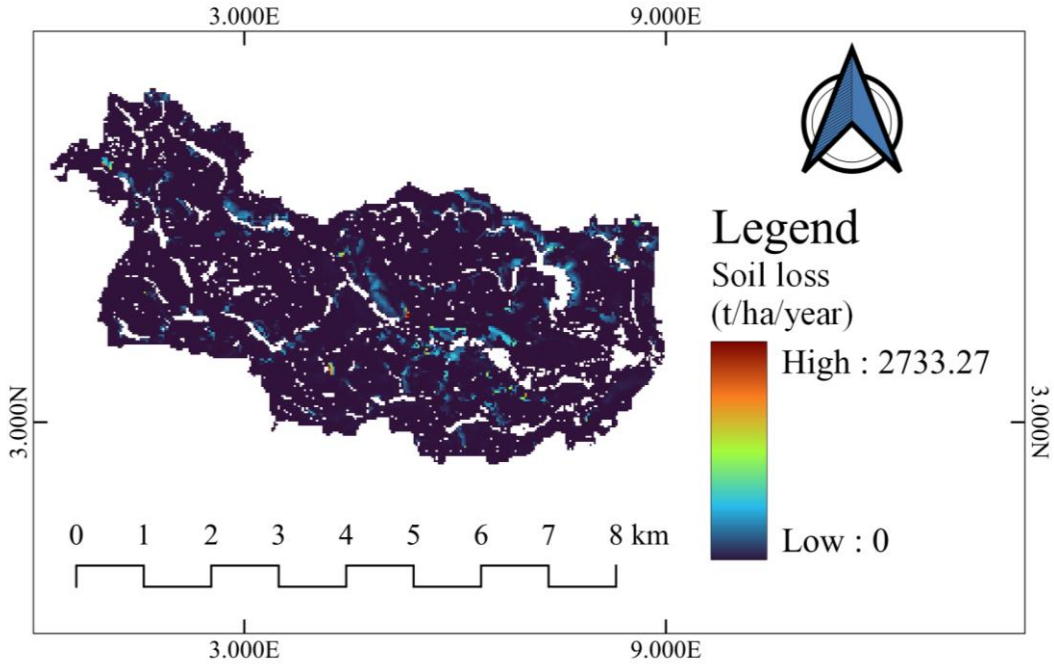 3.000E 9.000E
Legend
Soil loss
(t/ha/year)
High : 2733.27
Low : 0
3.000N 3.000N
0 1 2 3 4 5 6 7 8 km
3.000E 9.000E